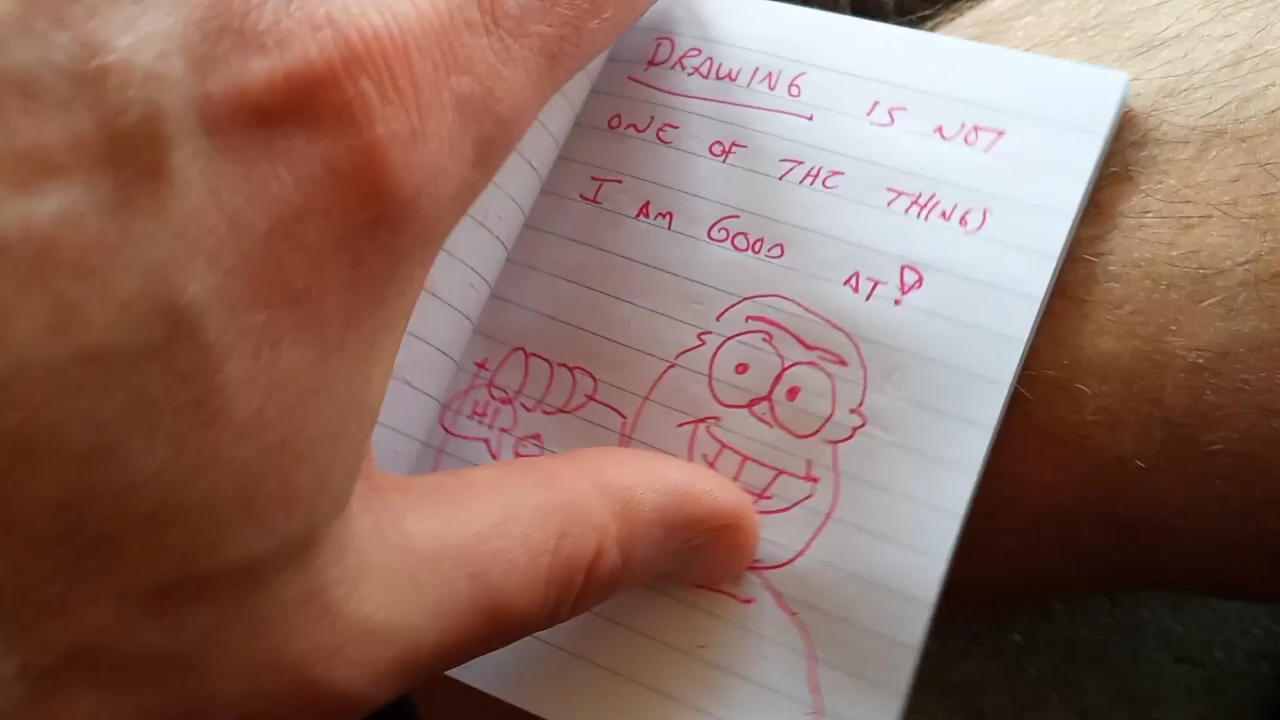 DRAWING IS NOT
ONE OF THE THINGS
I AM GOOD AT!
HI